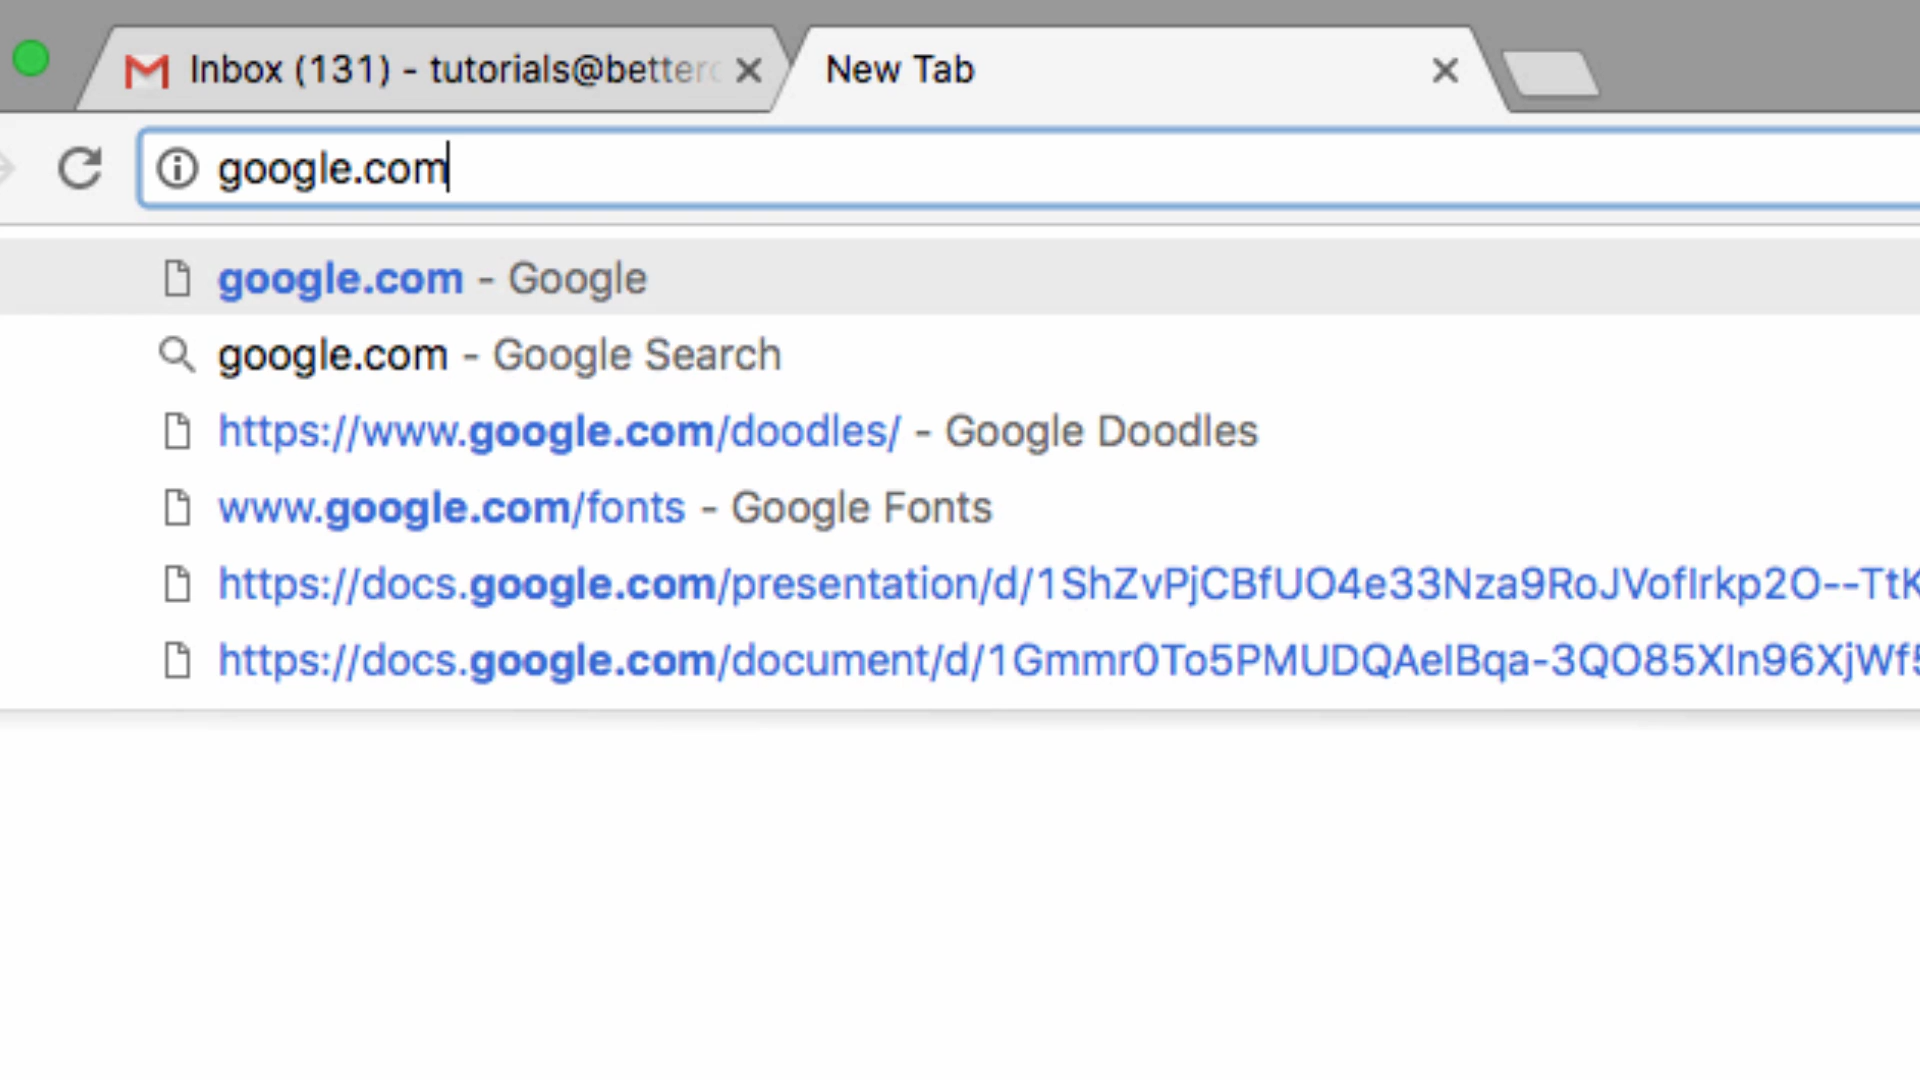 Inbox (131) - tutorials@better
New Tab
google.com
google.com - Google
google.com - Google Search
https://www.google.com/doodles/ - Google Doodles
www.google.com/fonts - Google Fonts
https://docs.google.com/presentation/d/1ShZvPjCBfUO4e33Nza9RoJVofIrkp2O--TtK
https://docs.google.com/document/d/1Gmmr0To5PMUDQAeIBqa-3QO85XIn96XjWf5